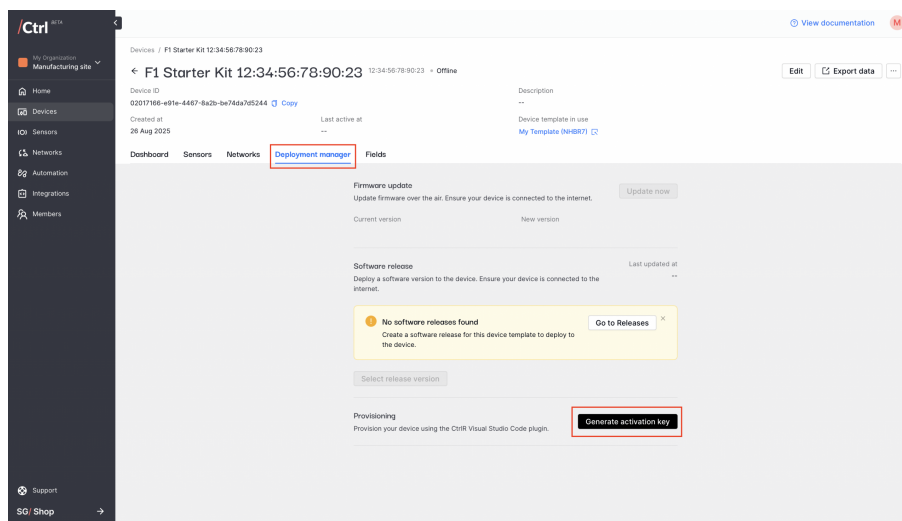 /Ctrl BETA
View documentation
M
My Organization
Manufacturing site
Home
Devices
Sensors
Networks
Automation
Integrations
Members
Support
SG/ Shop
Devices / F1 Starter Kit 12:34:56:78:90:23
F1 Starter Kit 12:34:56:78:90:23 12:34:56:78:90:23 Offline
Edit Export data ...
Device ID
02017166-e91e-4467-8a2b-be74da7d5244 Copy
Description
--
Created at
26 Aug 2025
Last active at
--
Device template in use
My Template (NHBR7)
Dashboard Sensors Networks Deployment manager Fields
Firmware update
Update firmware over the air. Ensure your device is connected to the internet.
Update now
Current version New version
Software release
Deploy a software version to the device. Ensure your device is connected to the
internet.
Last updated at
--
No software releases found
Create a software release for this device template to deploy to
the device.
Go to Releases
Select release version
Provisioning
Provision your device using the CtrlR Visual Studio Code plugin.
Generate activation key